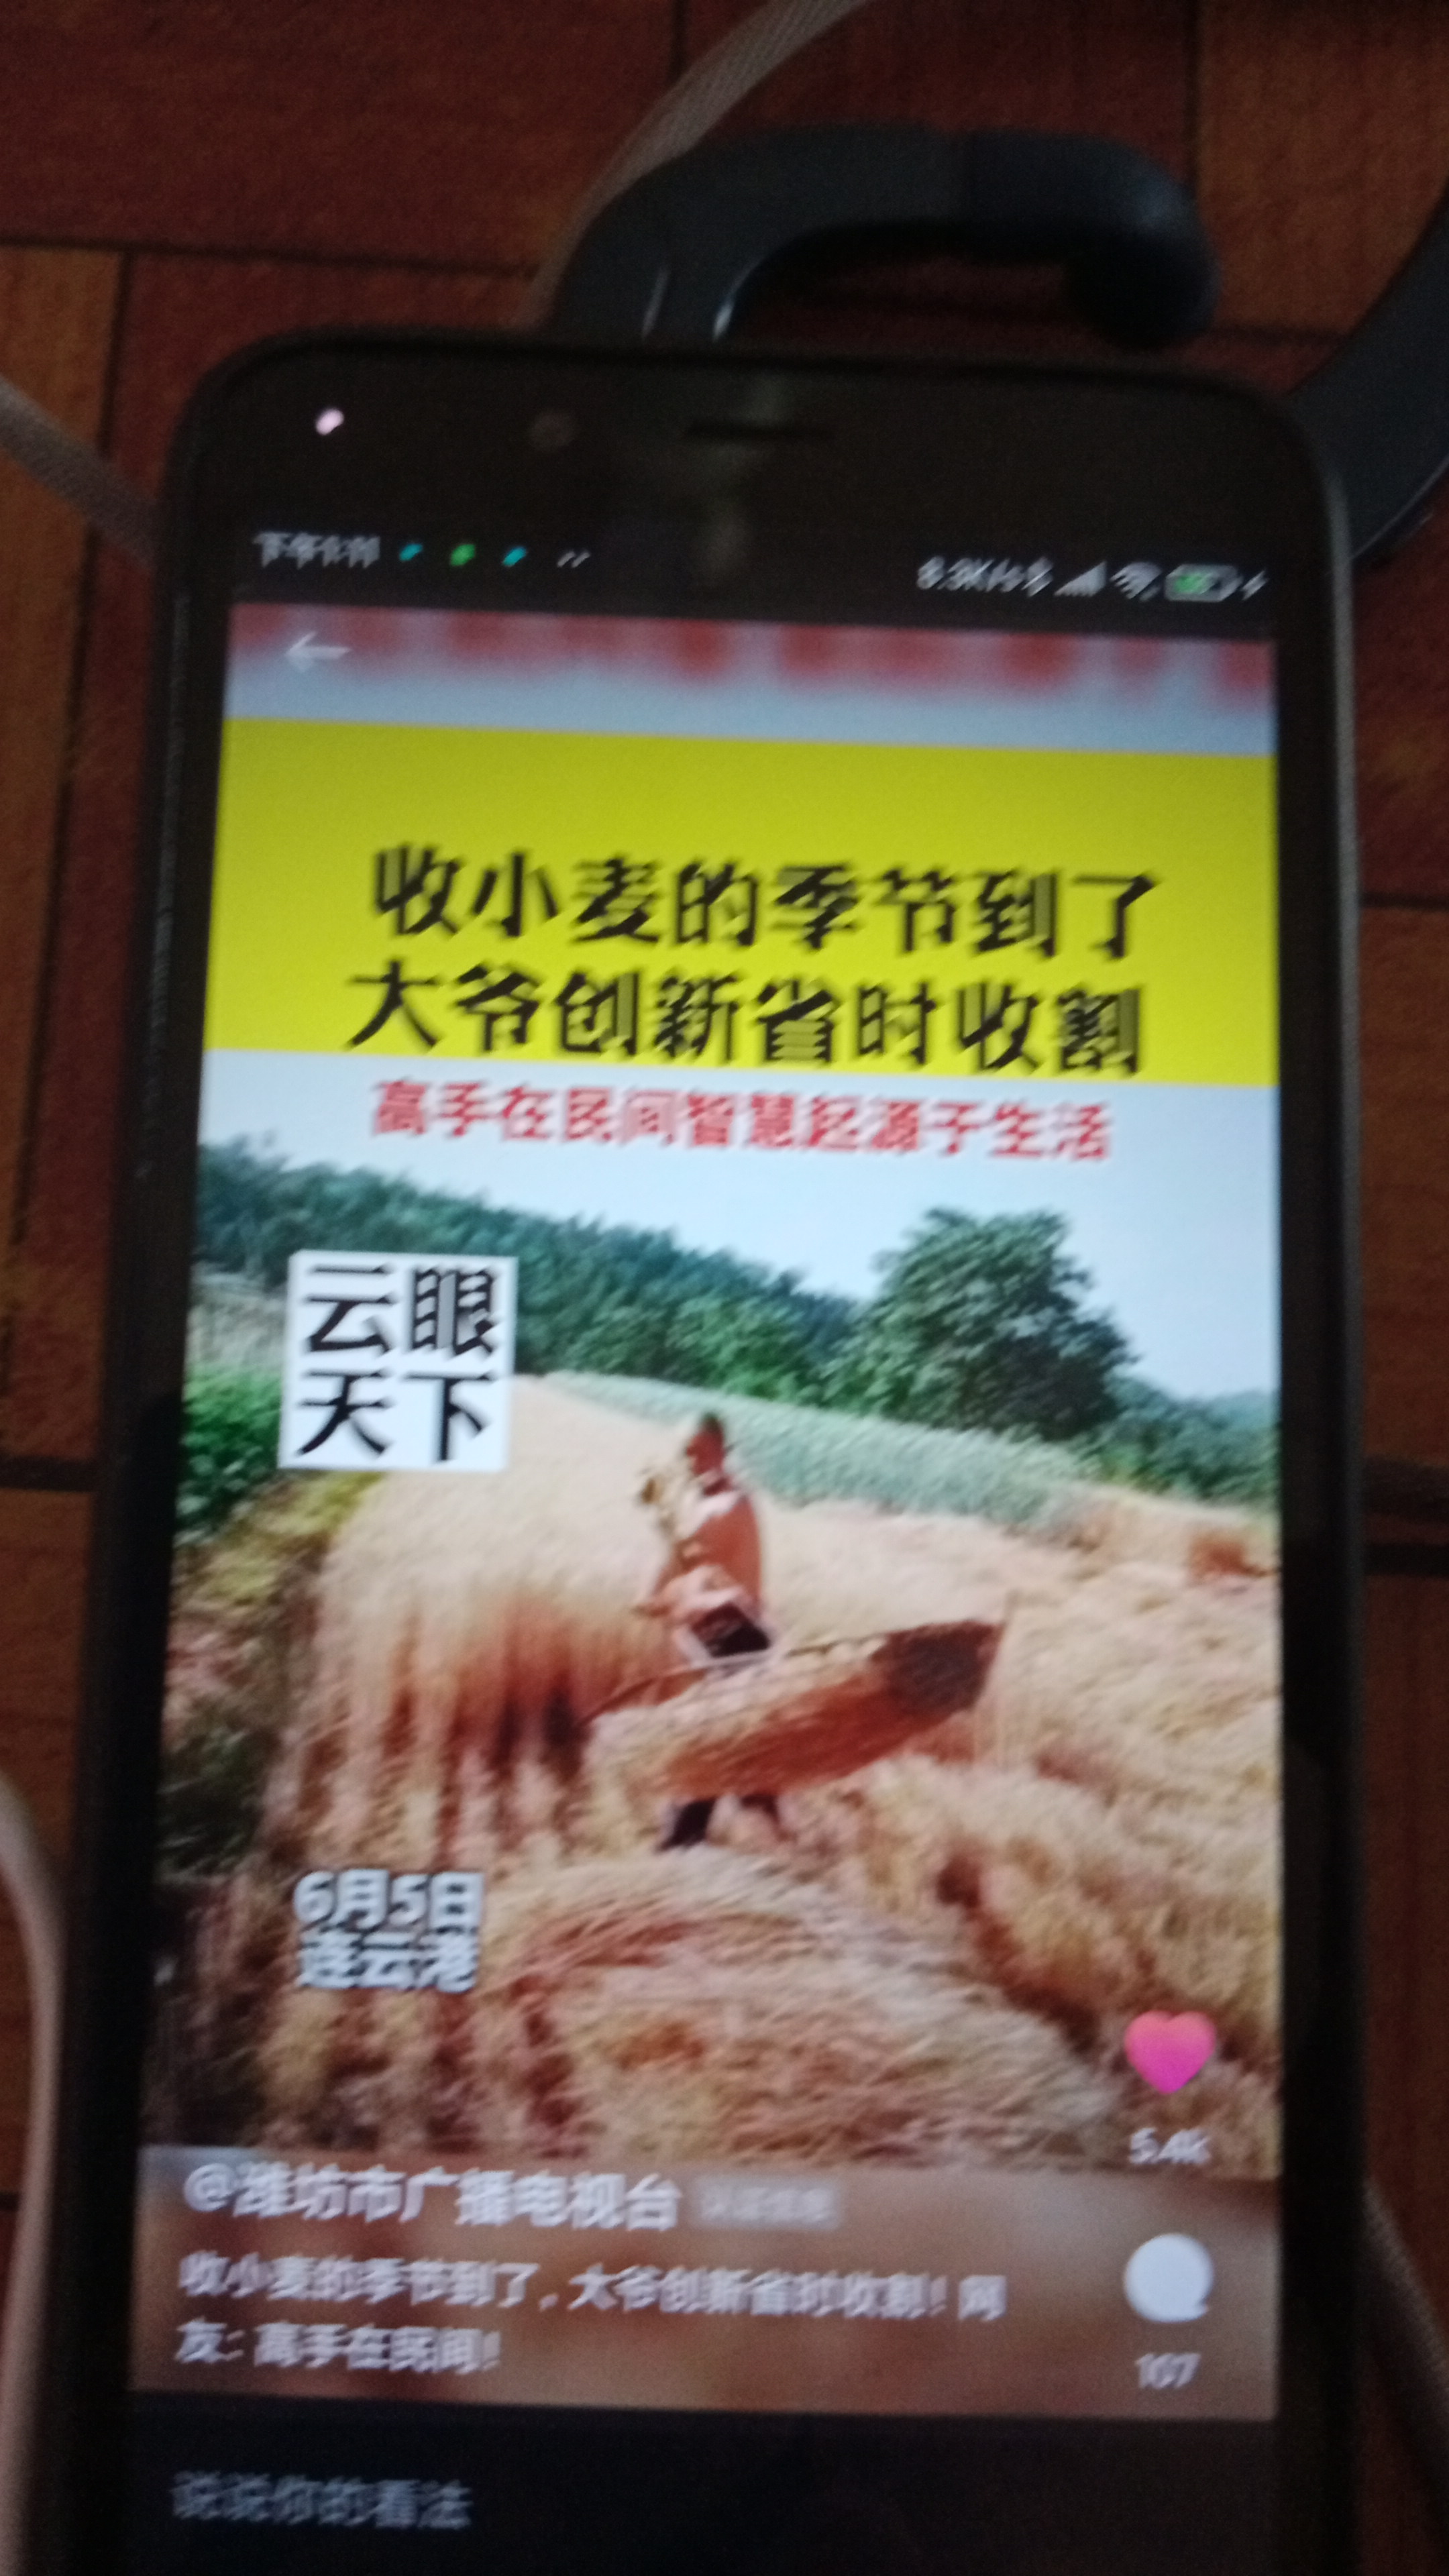 收小麦的季节到了
大爷创新省时收割
高手在民间智慧起源于生活
云眼
天下
6月5日
连云港
5.4K
@潍坊市广播电视台
收小麦的季节到了，大爷创新省时收割！网
友：高手在民间！
107
说说你的看法